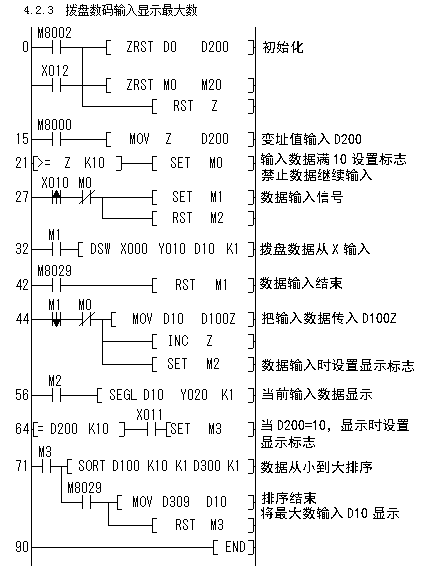 4.2.3 拨盘数码输入显示最大数
M8002
0 ZRST D0 D200 初始化
X012
ZRST M0 M20
RST Z
M8000
15 MOV Z D200 变址值输入D200
21 >= Z K10 SET M0 输入数据满10设置标志
禁止数据继续输入
X010 M0
27 SET M1 数据输入信号
RST M2
M1
32 DSW X000 Y010 D10 K1 拨盘数据从X输入
M8029
42 RST M1 数据输入结束
M1 M0
44 MOV D10 D100Z 把输入数据传入D100Z
INC Z
SET M2 数据输入时设置显示标志
M2
56 SEGL D10 Y020 K1 当前输入数据显示
X011
64 = D200 K10 SET M3 当D200=10，显示时设置
显示标志
M3
71 SORT D100 K10 K1 D300 K1 数据从小到大排序
M8029
MOV D309 D10 排序结束
将最大数输入D10显示
RST M3
90 END